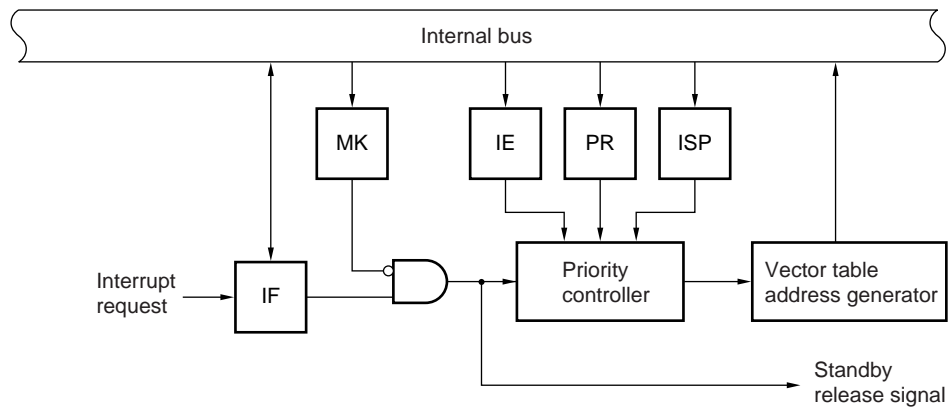 Internal bus
MK
IE
PR
ISP
Interrupt
request
IF
Priority
controller
Vector table
address generator
Standby
release signal